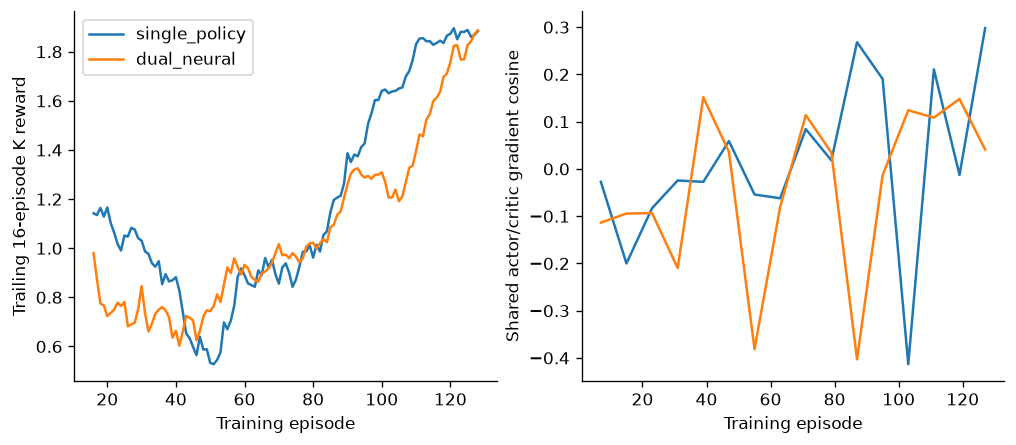 single_policy
dual_neural
Trailing 16-episode K reward
1.8
1.6
1.4
1.2
1.0
0.8
0.6
20 40 60 80 100 120
Training episode
Shared actor/critic gradient cosine
0.3
0.2
0.1
0.0
−0.1
−0.2
−0.3
−0.4
20 40 60 80 100 120
Training episode